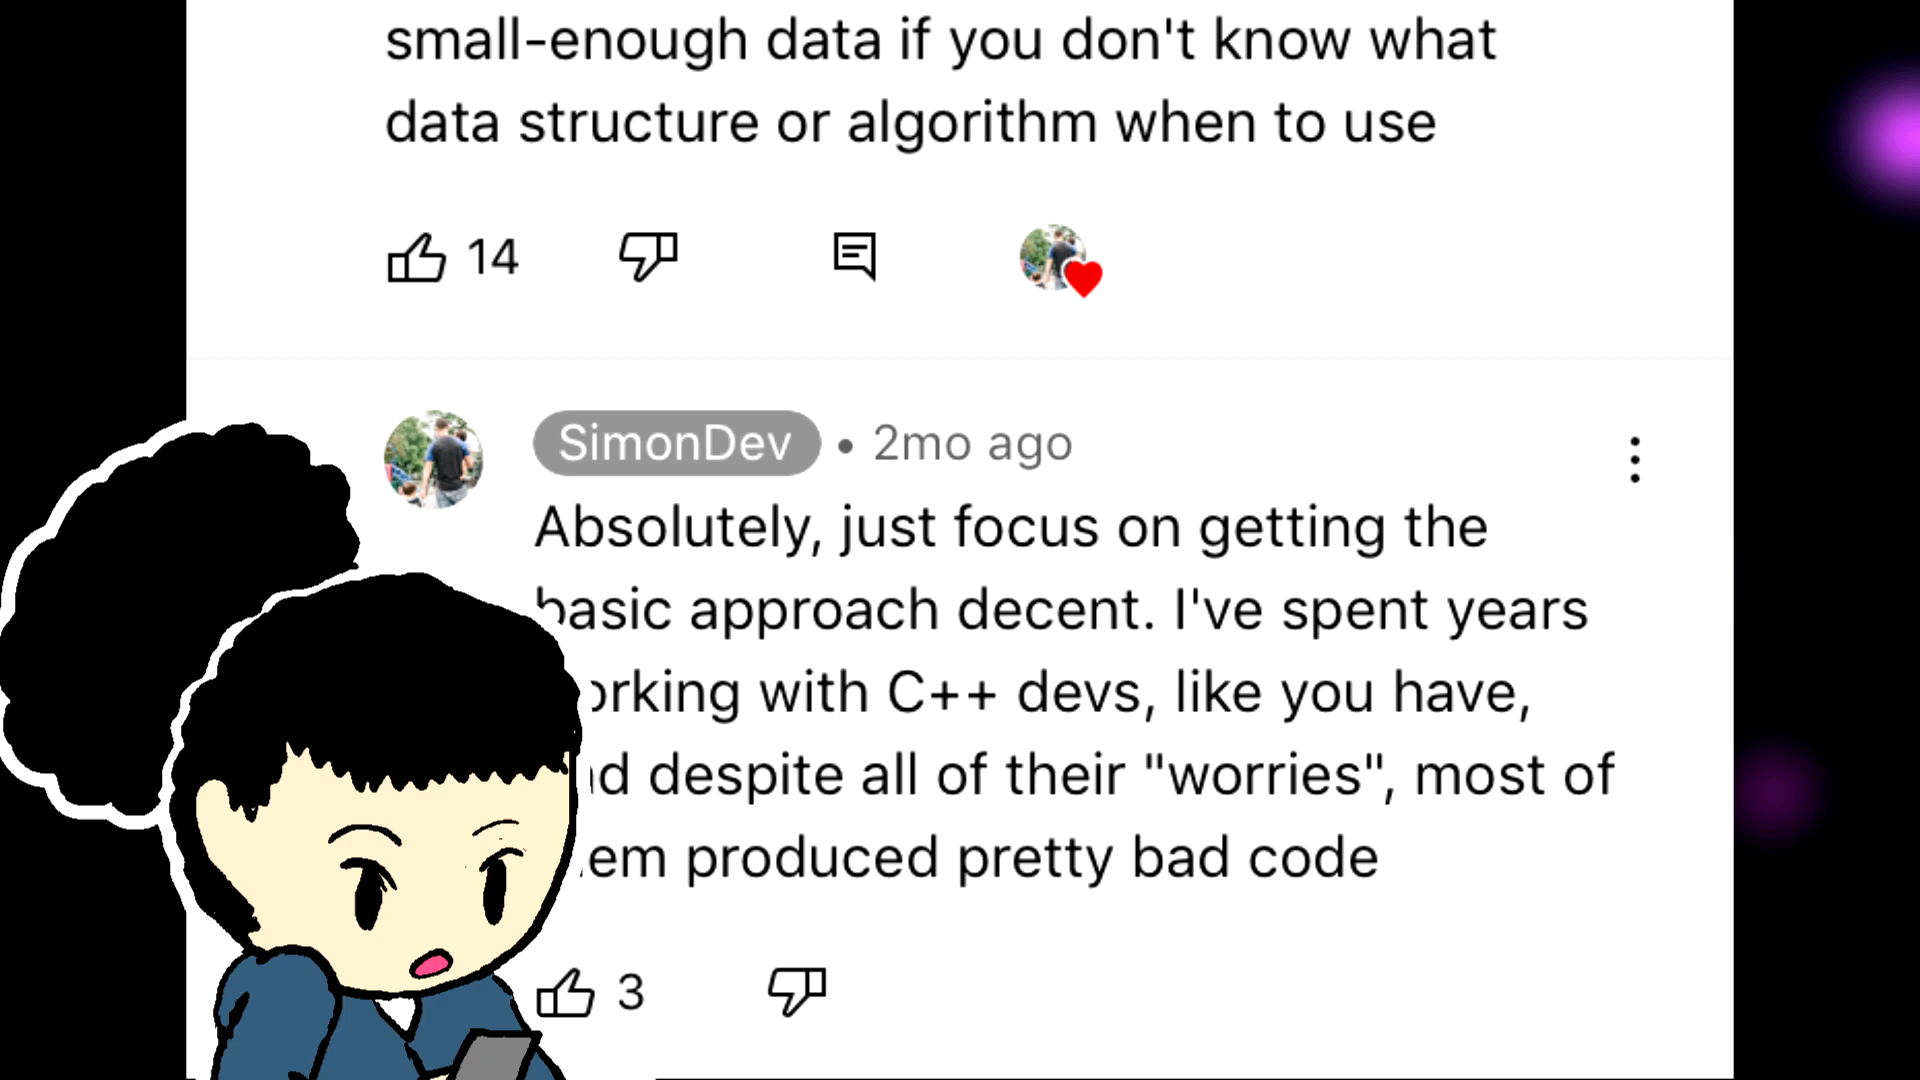 small-enough data if you don't know what
data structure or algorithm when to use
14
SimonDev • 2mo ago
Absolutely, just focus on getting the
basic approach decent. I've spent years
with C++ devs, like you have,
despite all of their "worries", most of
produced pretty bad code
3